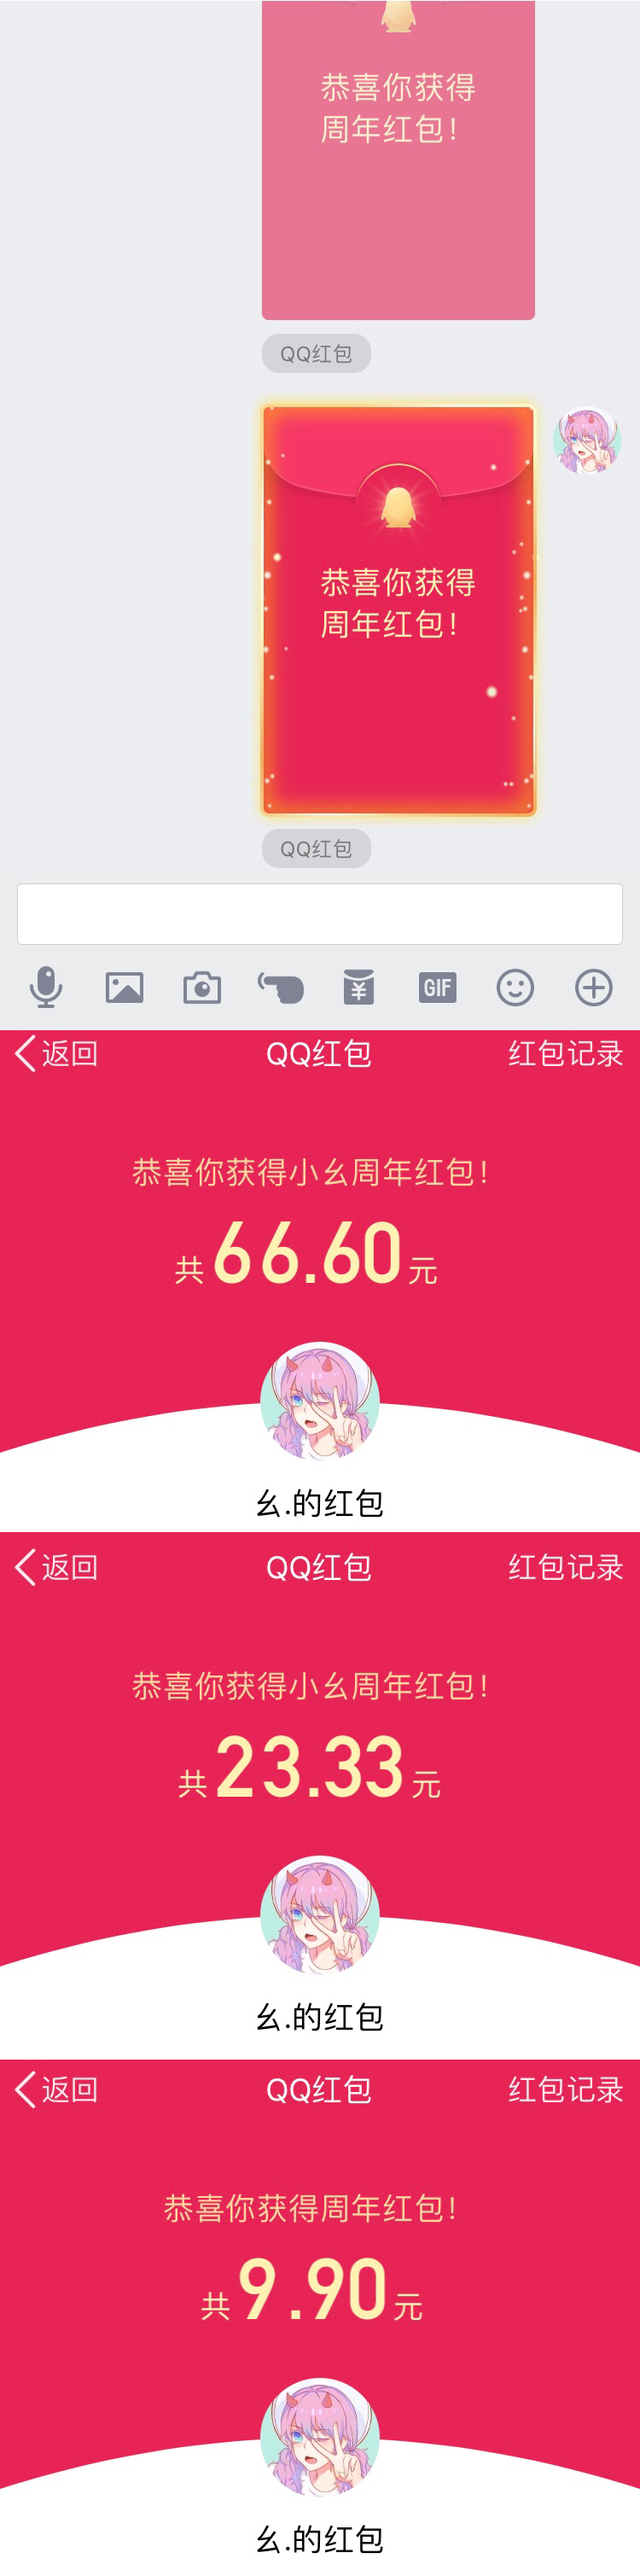 恭喜你获得
周年红包!
QQ红包
恭喜你获得
周年红包!
QQ红包
GIF
返回 QQ红包 红包记录
恭喜你获得小幺周年红包!
共66.60元
幺.的红包
返回 QQ红包 红包记录
恭喜你获得小幺周年红包!
共23.33元
幺.的红包
返回 QQ红包 红包记录
恭喜你获得周年红包!
共9.90元
幺.的红包